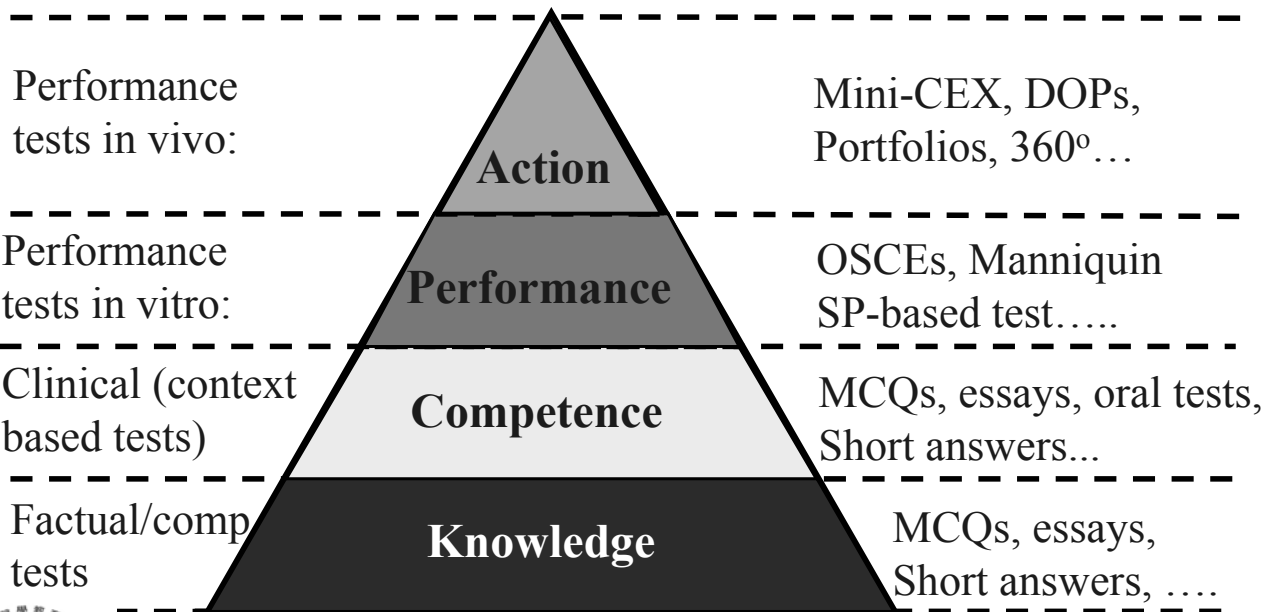 Performance
tests in vivo:
Action
Mini-CEX, DOPs,
Portfolios, 360º…
Performance
tests in vitro:
Performance
OSCEs, Manniquin
SP-based test…..
Clinical (context
based tests)
Competence
MCQs, essays, oral tests,
Short answers...
Factual/comp
tests
Knowledge
MCQs, essays,
Short answers, ….